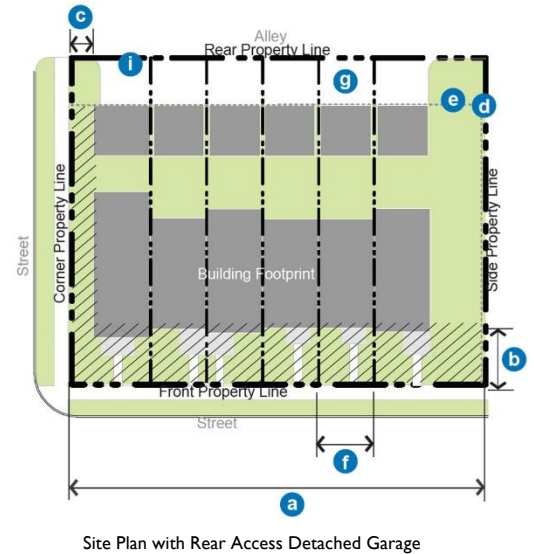 c
Alley
Rear Property Line
i
g
e
d
Corner Property Line
Side Property Line
Street
Building Footprint
b
Front Property Line
Street
f
a
Site Plan with Rear Access Detached Garage